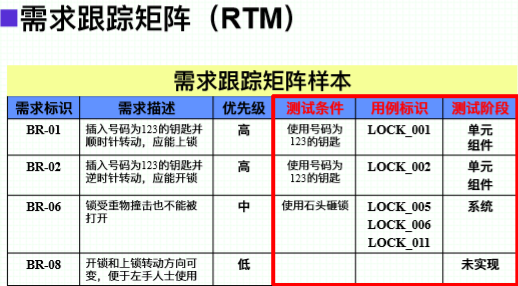 需求跟踪矩阵（RTM）
需求跟踪矩阵样本
需求标识 需求描述 优先级 测试条件 用例标识 测试阶段
BR-01 插入号码为123的钥匙并顺时针转动，应能上锁 高 使用号码为123的钥匙 LOCK_001 单元 组件
BR-02 插入号码为123的钥匙并逆时针转动，应能开锁 高 使用号码为123的钥匙 LOCK_002 单元 组件
BR-06 锁受重物撞击也不能被打开 中 使用石头砸锁 LOCK_005 LOCK_006 LOCK_011 系统
BR-08 开锁和上锁转动方向可变，便于左手人士使用 低 未实现